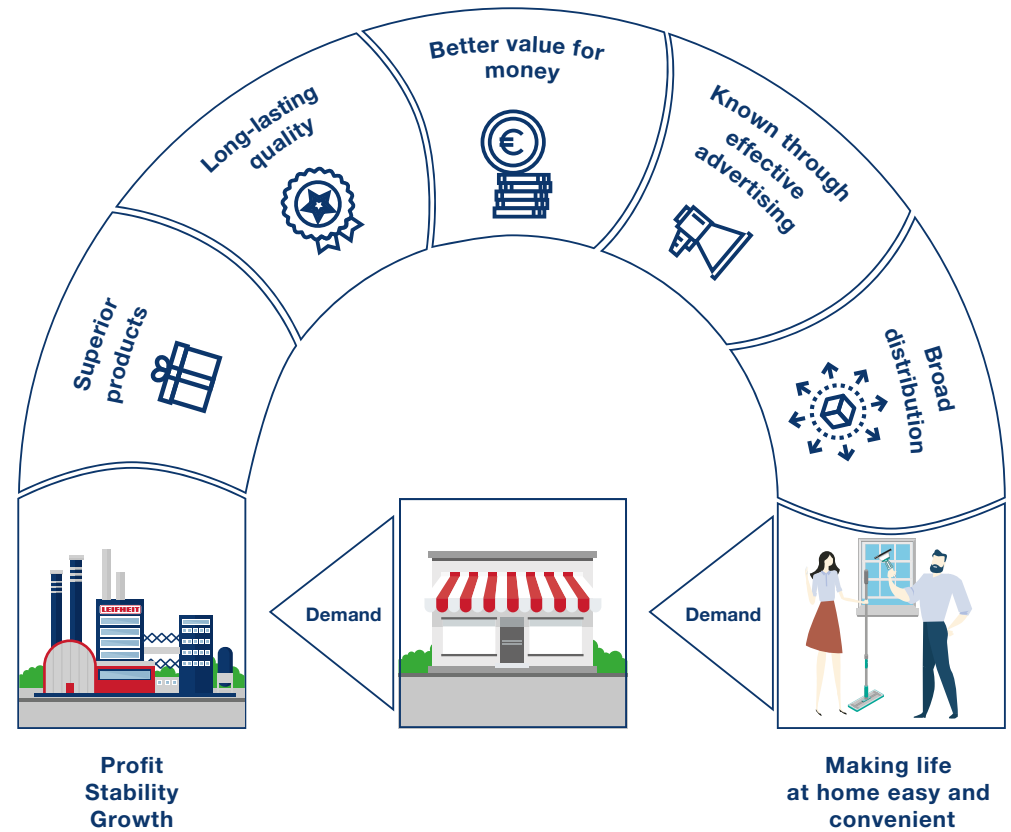 Better value for
money
Long-lasting
quality
Known through
effective
advertising
Superior
products
Broad
distribution
€
LEIFHEIT
Demand
Demand
Profit
Stability
Growth
Making life
at home easy and
convenient